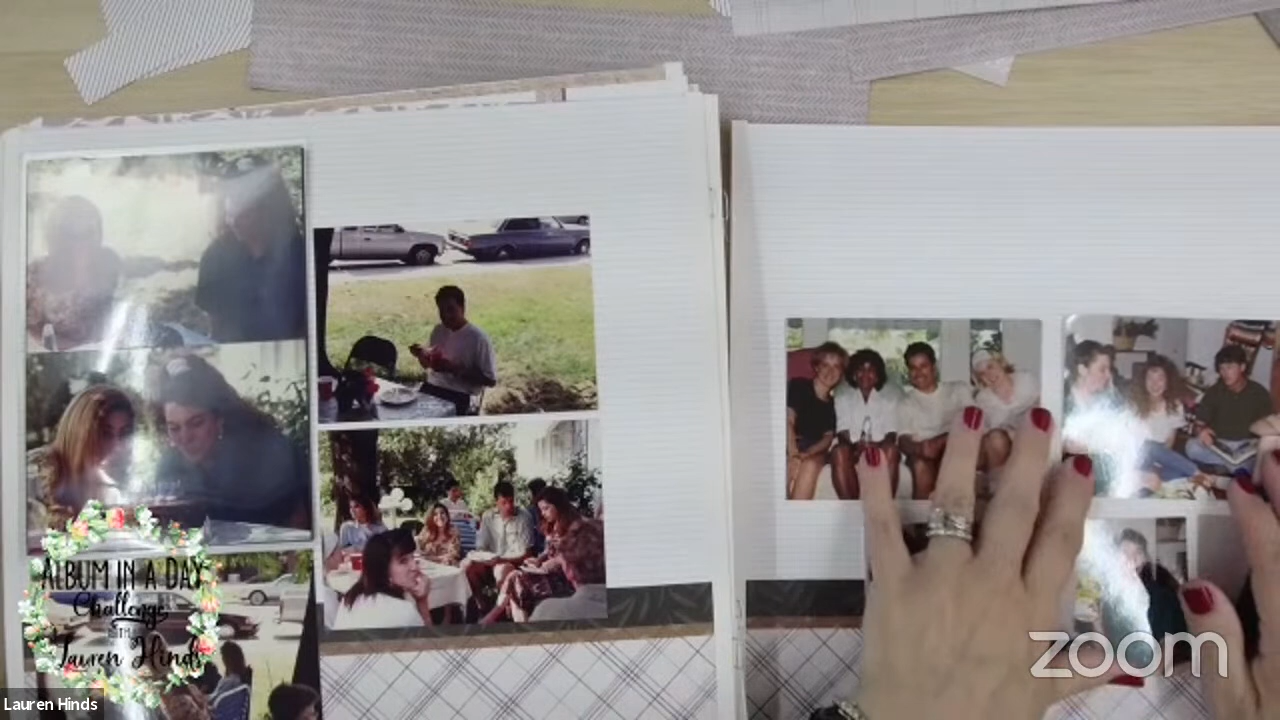 ALBUM IN A DAY
Challenge
WITH
Lauren Hinds
Lauren Hinds
zoom